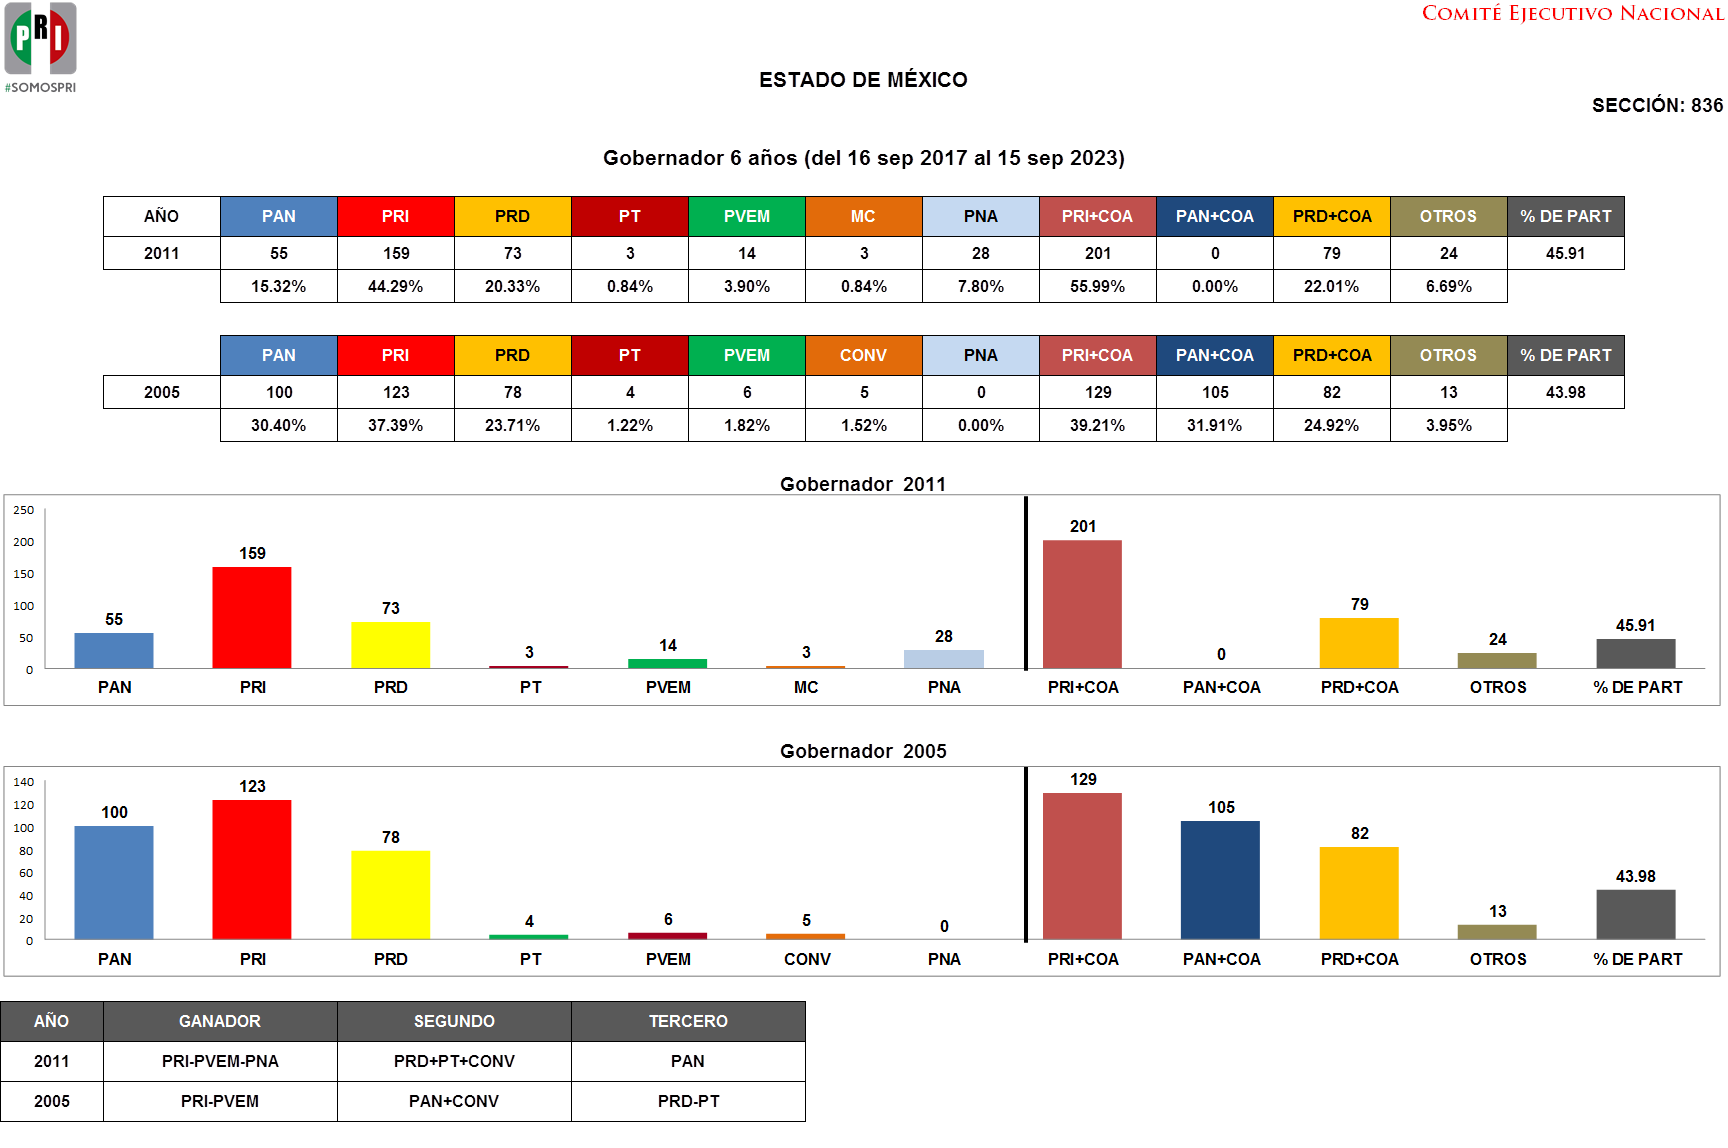 PRI
#SOMOSPRI
COMITÉ EJECUTIVO NACIONAL
ESTADO DE MÉXICO
SECCIÓN: 836
Gobernador 6 años (del 16 sep 2017 al 15 sep 2023)
AÑO PAN PRI PRD PT PVEM MC PNA PRI+COA PAN+COA PRD+COA OTROS % DE PART
2011 55 159 73 3 14 3 28 201 0 79 24 45.91
15.32% 44.29% 20.33% 0.84% 3.90% 0.84% 7.80% 55.99% 0.00% 22.01% 6.69%
PAN PRI PRD PT PVEM CONV PNA PRI+COA PAN+COA PRD+COA OTROS % DE PART
2005 100 123 78 4 6 5 0 129 105 82 13 43.98
30.40% 37.39% 23.71% 1.22% 1.82% 1.52% 0.00% 39.21% 31.91% 24.92% 3.95%
Gobernador 2011
250
200
150
100
50
0
55 159 73 3 14 3 28 201 0 79 24 45.91
PAN PRI PRD PT PVEM MC PNA PRI+COA PAN+COA PRD+COA OTROS % DE PART
Gobernador 2005
140
120
100
80
60
40
20
0
100 123 78 4 6 5 0 129 105 82 13 43.98
PAN PRI PRD PT PVEM CONV PNA PRI+COA PAN+COA PRD+COA OTROS % DE PART
AÑO GANADOR SEGUNDO TERCERO
2011 PRI-PVEM-PNA PRD+PT+CONV PAN
2005 PRI-PVEM PAN+CONV PRD-PT